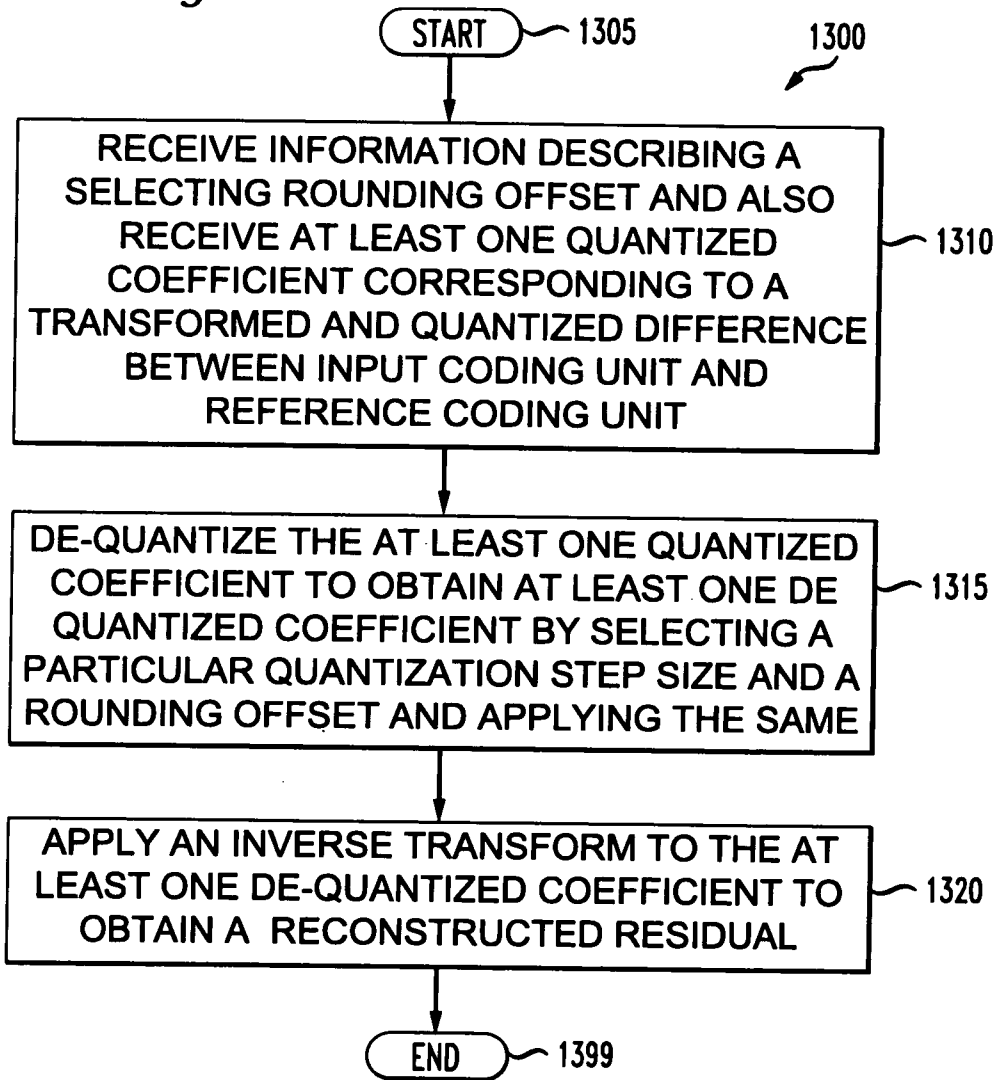 START
1305
1300
RECEIVE INFORMATION DESCRIBING A
SELECTING ROUNDING OFFSET AND ALSO
RECEIVE AT LEAST ONE QUANTIZED
COEFFICIENT CORRESPONDING TO A
TRANSFORMED AND QUANTIZED DIFFERENCE
BETWEEN INPUT CODING UNIT AND
REFERENCE CODING UNIT
1310
DE-QUANTIZE THE AT LEAST ONE QUANTIZED
COEFFICIENT TO OBTAIN AT LEAST ONE DE
QUANTIZED COEFFICIENT BY SELECTING A
PARTICULAR QUANTIZATION STEP SIZE AND A
ROUNDING OFFSET AND APPLYING THE SAME
1315
APPLY AN INVERSE TRANSFORM TO THE AT
LEAST ONE DE-QUANTIZED COEFFICIENT TO
OBTAIN A RECONSTRUCTED RESIDUAL
1320
END
1399